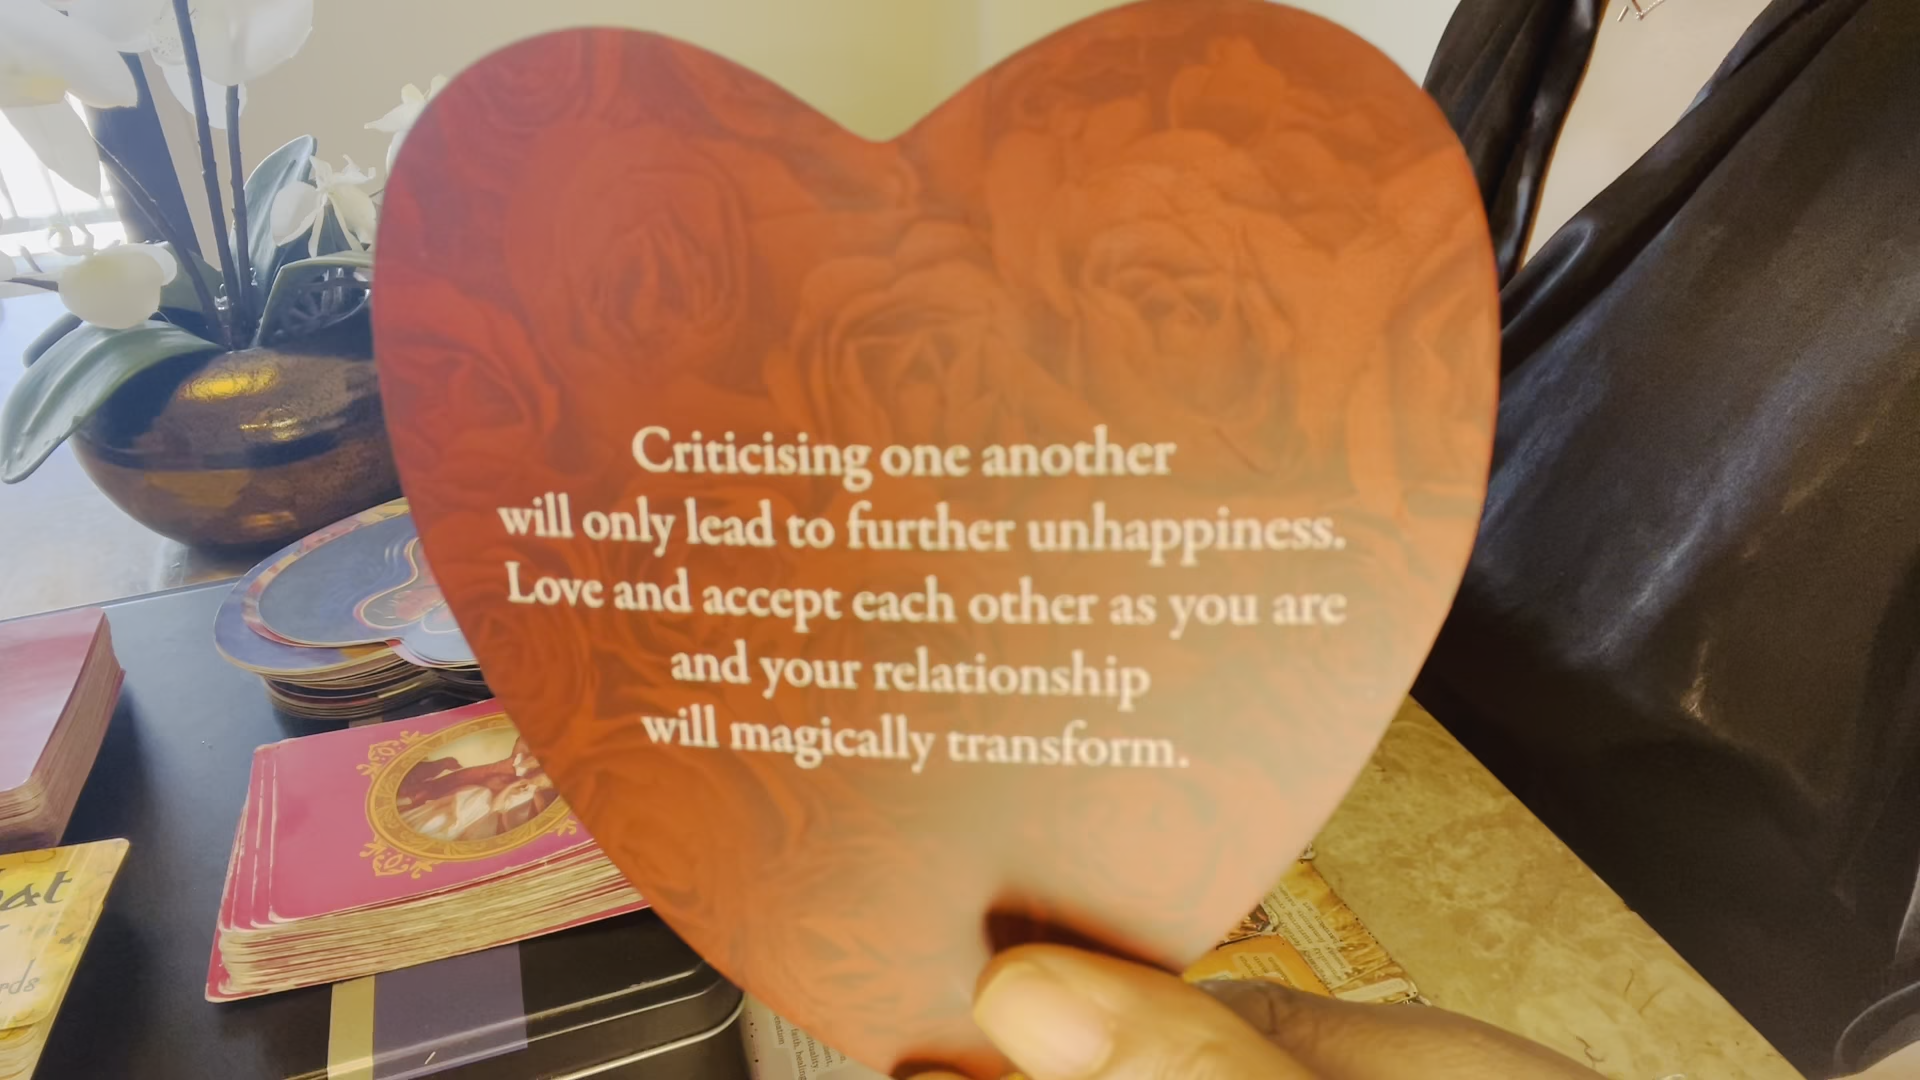 Criticising one another
will only lead to further unhappiness.
Love and accept each other as you are
and your relationship
will magically transform.